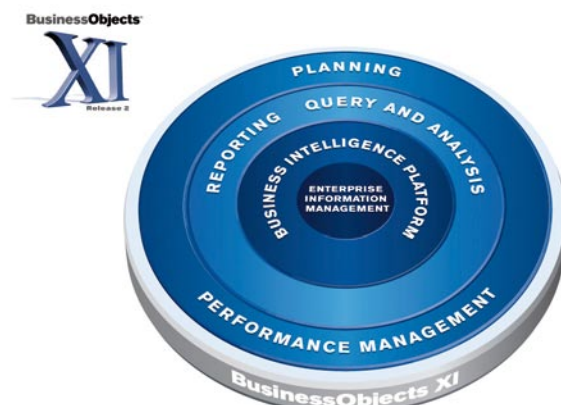 BusinessObjects
XI
Release 2
PLANNING
REPORTING QUERY AND ANALYSIS
BUSINESS INTELLIGENCE PLATFORM
ENTERPRISE
INFORMATION
MANAGEMENT
PERFORMANCE MANAGEMENT
BusinessObjects XI